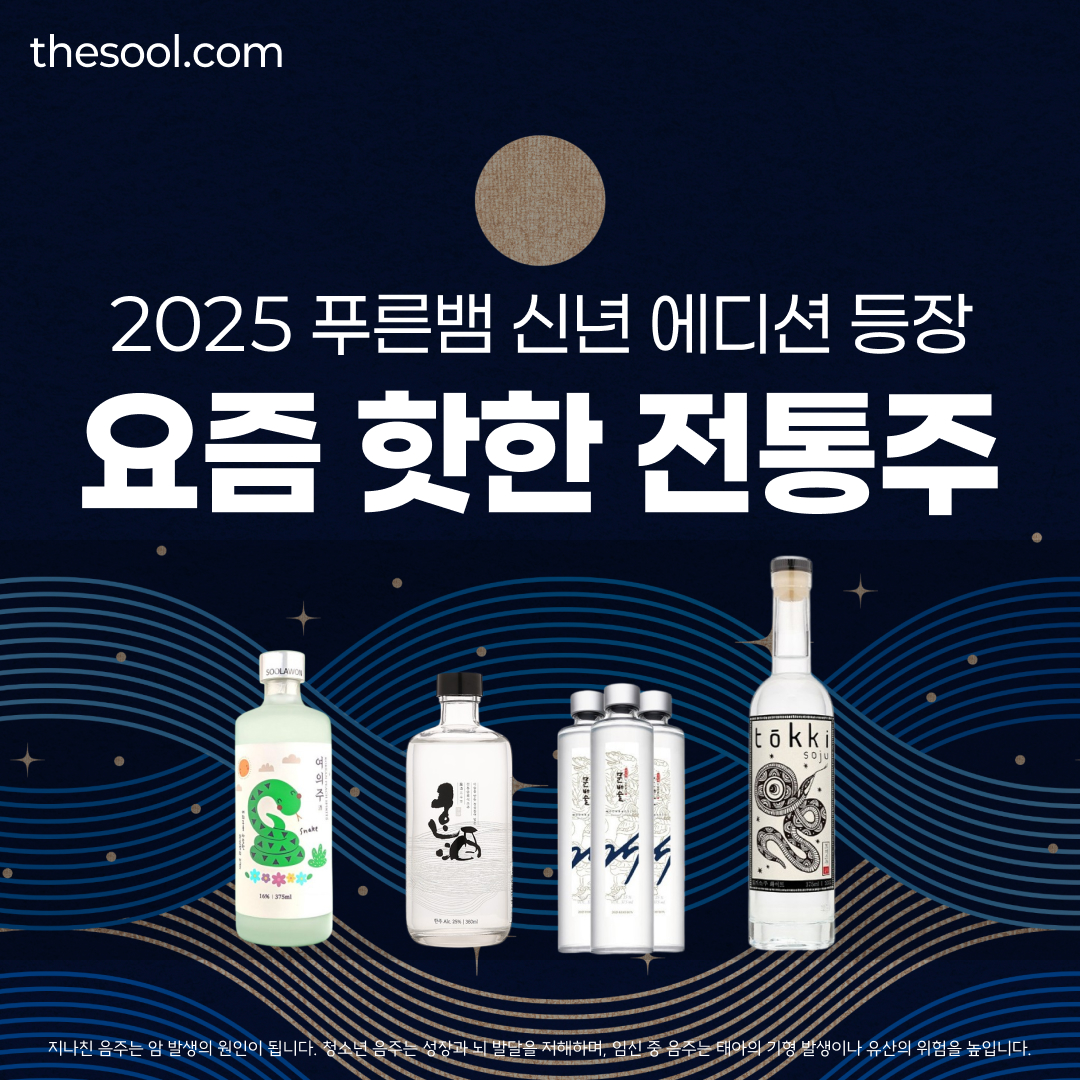 thesool.com
2025 푸른뱀 신년 에디션 등장
요즘 핫한 전통주
SOOLAWON
여의주
Snake
16% | 375ml
tōkki
soju
지나친 음주는 암 발생의 원인이 됩니다. 청소년 음주는 성장과 뇌 발달을 저해하며, 임신 중 음주는 태아의 기형 발생이나 유산의 위험을 높입니다.